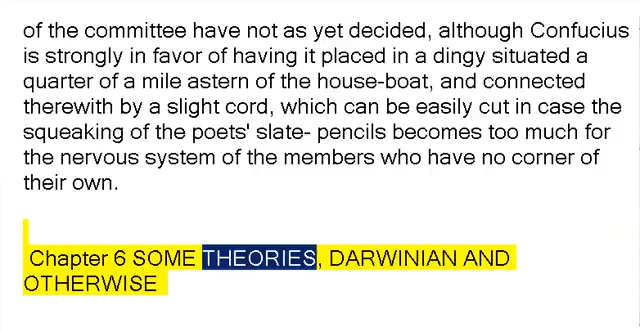 of the committee have not as yet decided, although Confucius
is strongly in favor of having it placed in a dingy situated a
quarter of a mile astern of the house-boat, and connected
therewith by a slight cord, which can be easily cut in case the
squeaking of the poets' slate- pencils becomes too much for
the nervous system of the members who have no corner of
their own.
Chapter 6 SOME THEORIES, DARWINIAN AND
OTHERWISE